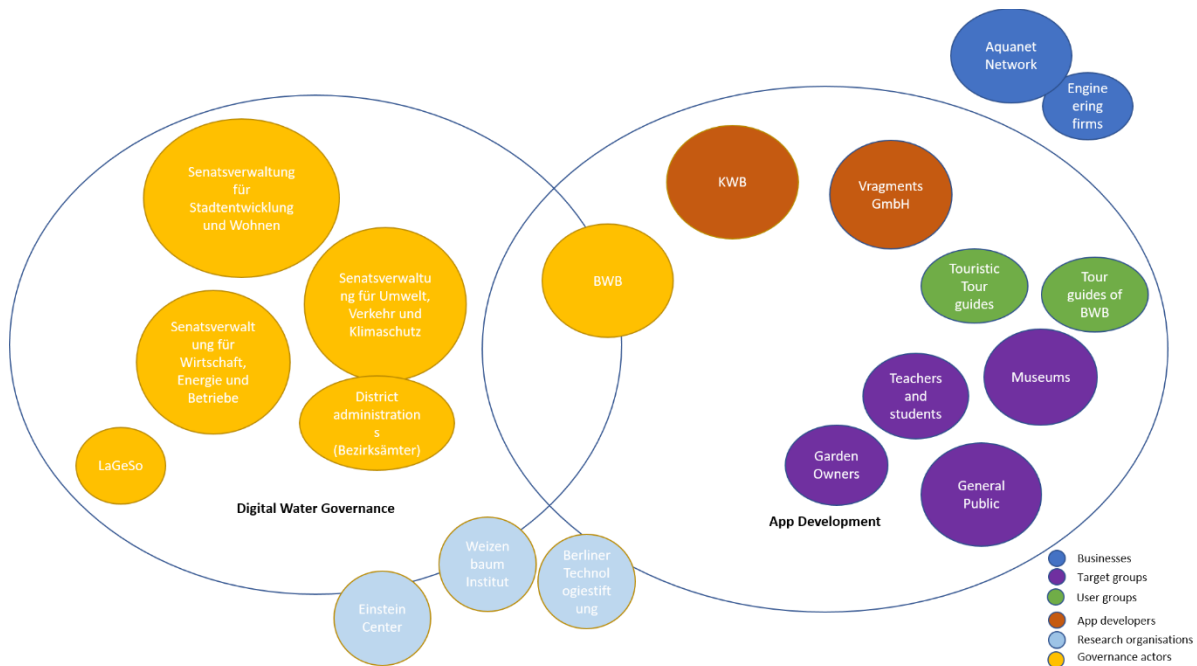 Aquanet
Network
Engine
ering
firms
Senatsverwaltung
für
Stadtentwicklung
und Wohnen
KWB
Vragments
GmbH
Senatsverwaltu
ng für Umwelt,
Verkehr und
Klimaschutz
BWB
Touristic
Tour
guides
Tour
guides of
BWB
Senatsverwalt
ung für
Wirtschaft,
Energie und
Betriebe
Teachers
and
students
Museums
District
administration
s
(Bezirksämter)
LaGeSo
Garden
Owners
General
Public
Digital Water Governance
App Development
Weizen
baum
Institut
Berliner
Technol
ogiestift
ung
Einstein
Center
Businesses
Target groups
User groups
App developers
Research organisations
Governance actors